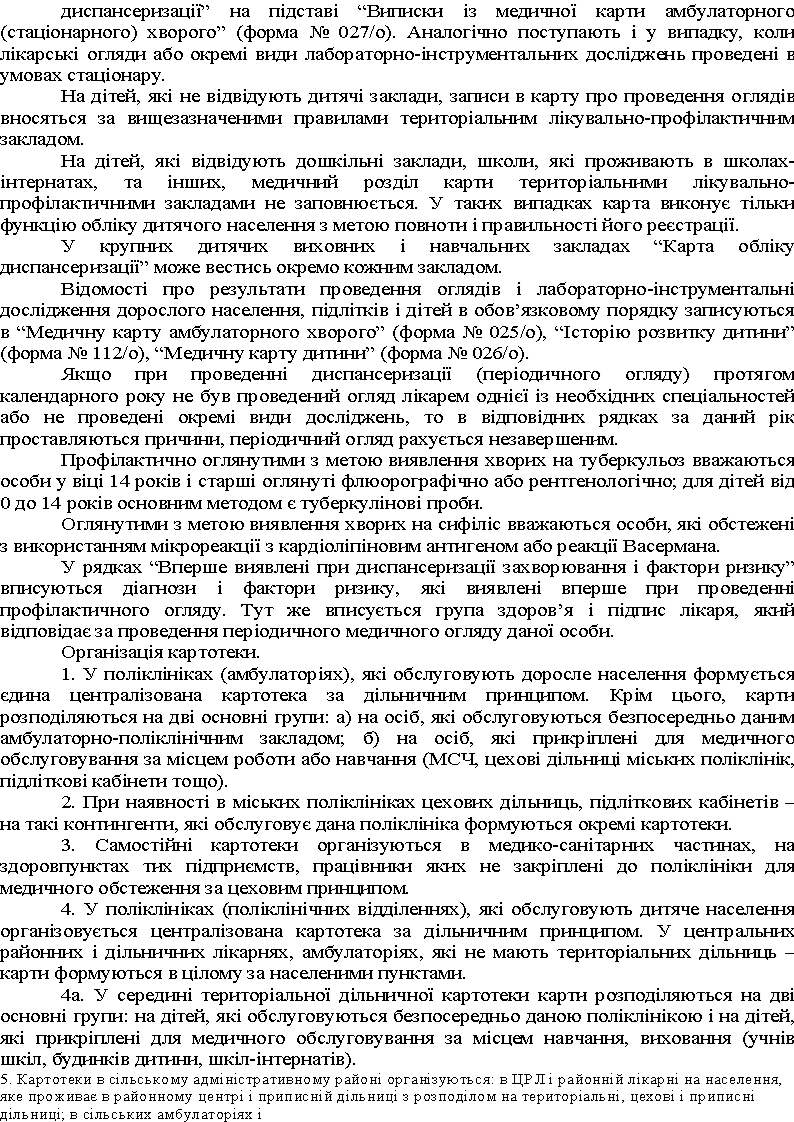 диспансеризації” на підставі “Виписки із медичної карти амбулаторного
(стаціонарного) хворого” (форма № 027/о). Аналогічно поступають і у випадку, коли
лікарські огляди або окремі види лабораторно-інструментальних досліджень проведені в
умовах стаціонару.
На дітей, які не відвідують дитячі заклади, записи в карту про проведення оглядів
вносяться за вищезазначеними правилами територіальним лікувально-профілактичним
закладом.
На дітей, які відвідують дошкільні заклади, школи, які проживають в школах-
інтернатах, та інших, медичний розділ карти територіальними лікувально-
профілактичними закладами не заповнюється. У таких випадках карта виконує тільки
функцію обліку дитячого населення з метою повноти і правильності його реєстрації.
У крупних дитячих виховних і навчальних закладах “Карта обліку
диспансеризації” може вестись окремо кожним закладом.
Відомості про результати проведення оглядів і лабораторно-інструментальні
дослідження дорослого населення, підлітків і дітей в обов’язковому порядку записуються
в “Медичну карту амбулаторного хворого” (форма № 025/о), “Історію розвитку дитини”
(форма № 112/о), “Медичну карту дитини” (форма № 026/о).
Якщо при проведенні диспансеризації (періодичного огляду) протягом
календарного року не був проведений огляд лікарем однієї із необхідних спеціальностей
або не проведені окремі види досліджень, то в відповідних рядках за даний рік
проставляються причини, періодичний огляд рахується незавершеним.
Профілактично оглянутими з метою виявлення хворих на туберкульоз вважаються
особи у віці 14 років і старші оглянуті флюорографічно або рентгенологічно; для дітей від
0 до 14 років основним методом є туберкулінові проби.
Оглянутими з метою виявлення хворих на сифіліс вважаються особи, які обстежені
з використанням мікрореакції з кардіоліпіновим антигеном або реакції Васермана.
У рядках “Вперше виявлені при диспансеризації захворювання і фактори ризику”
вписуються діагнози і фактори ризику, які виявлені вперше при проведенні
профілактичного огляду. Тут же вписується група здоров’я і підпис лікаря, який
відповідає за проведення періодичного медичного огляду даної особи.
Організація картотеки.
1. У поліклініках (амбулаторіях), які обслуговують доросле населення формується
єдина централізована картотека за дільничним принципом. Крім цього, карти
розподіляються на дві основні групи: а) на осіб, які обслуговуються безпосередньо даним
амбулаторно-поліклінічним закладом; б) на осіб, які прикріплені для медичного
обслуговування за місцем роботи або навчання (МСЧ, цехові дільниці міських поліклінік,
підліткові кабінети тощо).
2. При наявності в міських поліклініках цехових дільниць, підліткових кабінетів –
на такі контингенти, які обслуговує дана поліклініка формуються окремі картотеки.
3. Самостійні картотеки організуються в медико-санітарних частинах, на
здоровпунктах тих підприємств, працівники яких не закріплені до поліклініки для
медичного обстеження за цеховим принципом.
4. У поліклініках (поліклінічних відділеннях), які обслуговують дитяче населення
організовується централізована картотека за дільничним принципом. У центральних
районних і дільничних лікарнях, амбулаторіях, які не мають територіальних дільниць –
карти формуються в цілому за населеними пунктами.
4а. У середині територіальної дільничної картотеки карти розподіляються на дві
основні групи: на дітей, які обслуговуються безпосередньо даною поліклінікою і на дітей,
які прикріплені для медичного обслуговування за місцем навчання, виховання (учнів
шкіл, будинків дитини, шкіл-інтернатів).
5. Картотеки в сільському адміністративному районі організуються: в ЦРЛ і районній лікарні на населення,
яке проживає в районному центрі і приписній дільниці з розподілом на територіальні, цехові і приписні
дільниці; в сільських амбулаторіях і